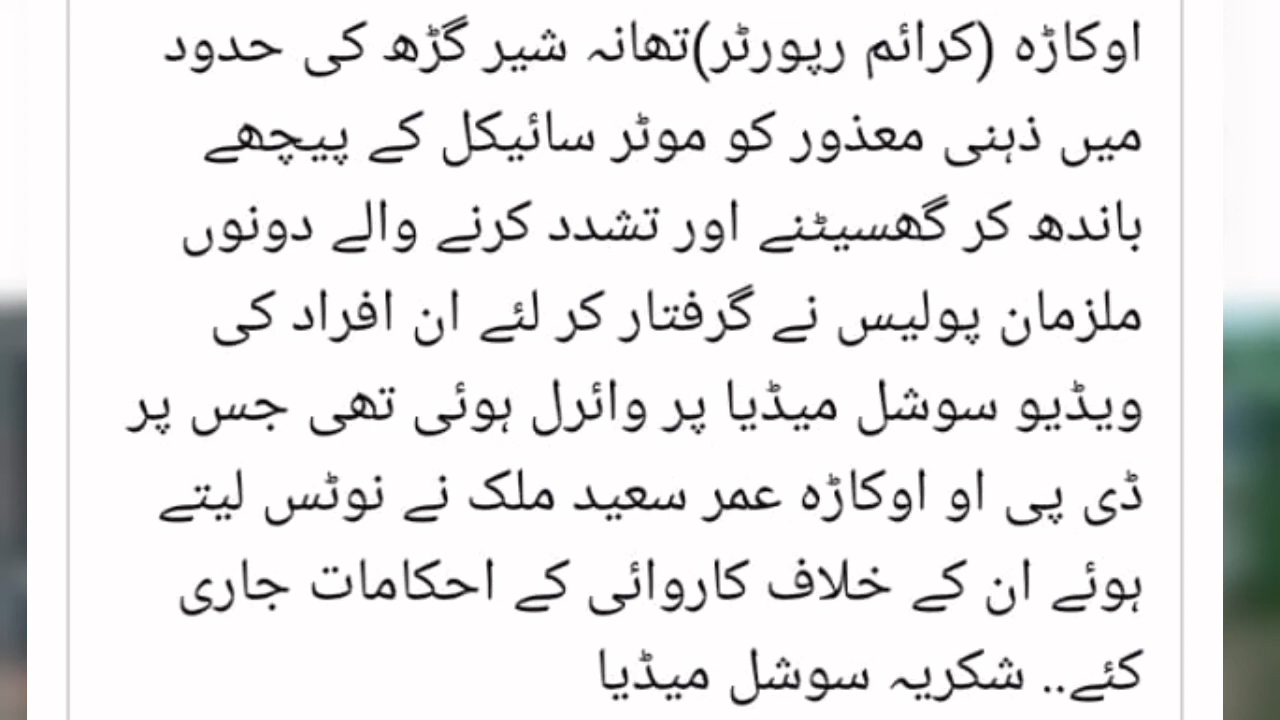 اوکاڑہ (کرائم رپورٹر)تھانہ شیر گڑھ کی حدود
میں ذہنی معذور کو موٹر سائیکل کے پیچھے
باندھ کر گھسیٹنے اور تشدد کرنے والے دونوں
ملزمان پولیس نے گرفتار کر لئے ان افراد کی
ویڈیو سوشل میڈیا پر وائرل ہوئی تھی جس پر
ڈی پی او اوکاڑہ عمر سعید ملک نے نوٹس لیتے
ہوئے ان کے خلاف کاروائی کے احکامات جاری
کئے.. شکریہ سوشل میڈیا